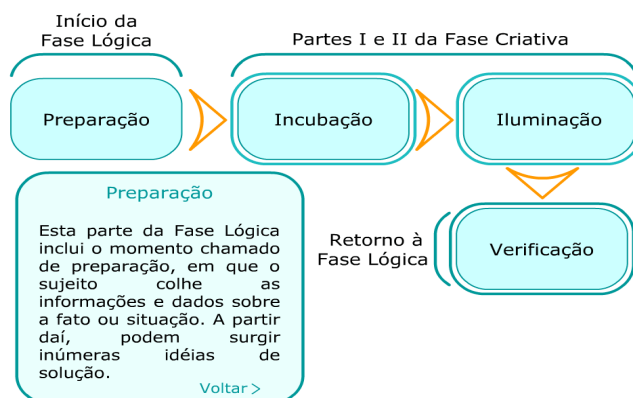 Início da
Fase Lógica
Partes I e II da Fase Criativa
Preparação
Incubação
Iluminação
Preparação
Esta parte da Fase Lógica
inclui o momento chamado
de preparação, em que o
sujeito colhe as
informações e dados sobre
a fato ou situação. A partir
daí, podem surgir
inúmeras idéias de
solução.
Voltar >
Retorno à
Fase Lógica
Verificação